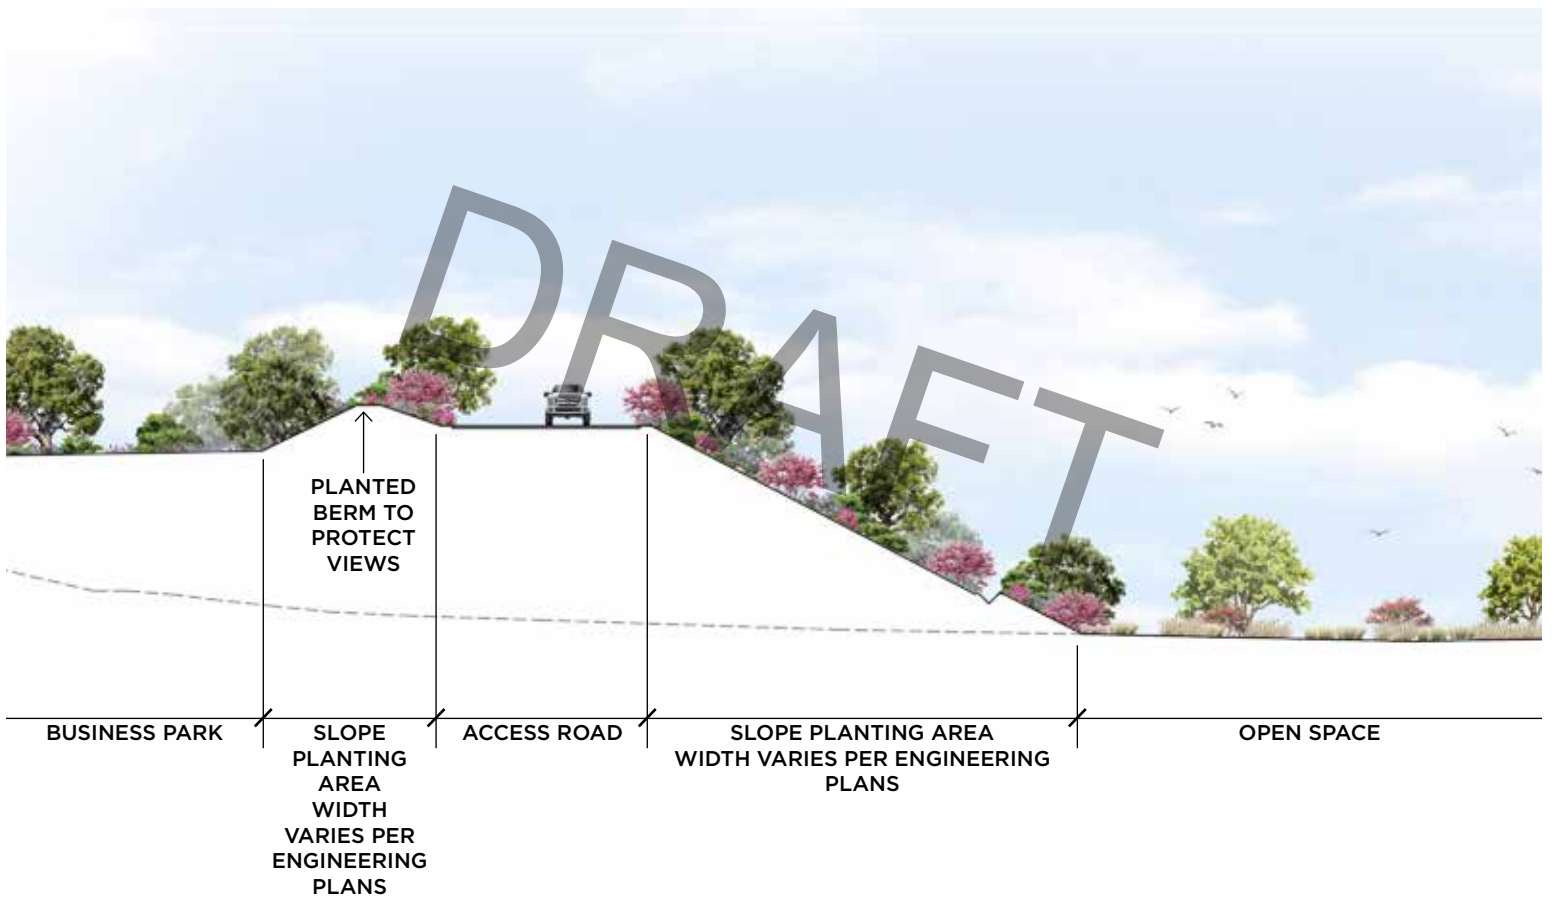 DRAFT
PLANTED
BERM TO
PROTECT
VIEWS
BUSINESS PARK
SLOPE
PLANTING
AREA
WIDTH
VARIES PER
ENGINEERING
PLANS
ACCESS ROAD
SLOPE PLANTING AREA
WIDTH VARIES PER ENGINEERING
PLANS
OPEN SPACE